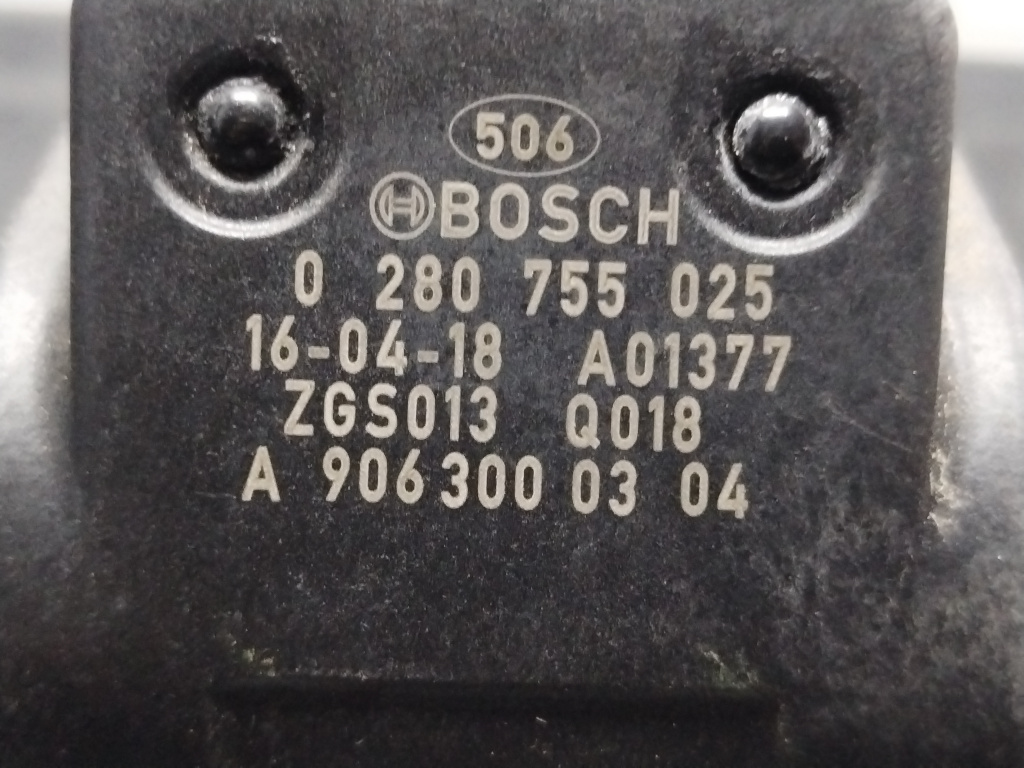 506
BOSCH
0 280 755 025
16-04-18 A01377
ZGS013 Q018
A 906 300 03 04